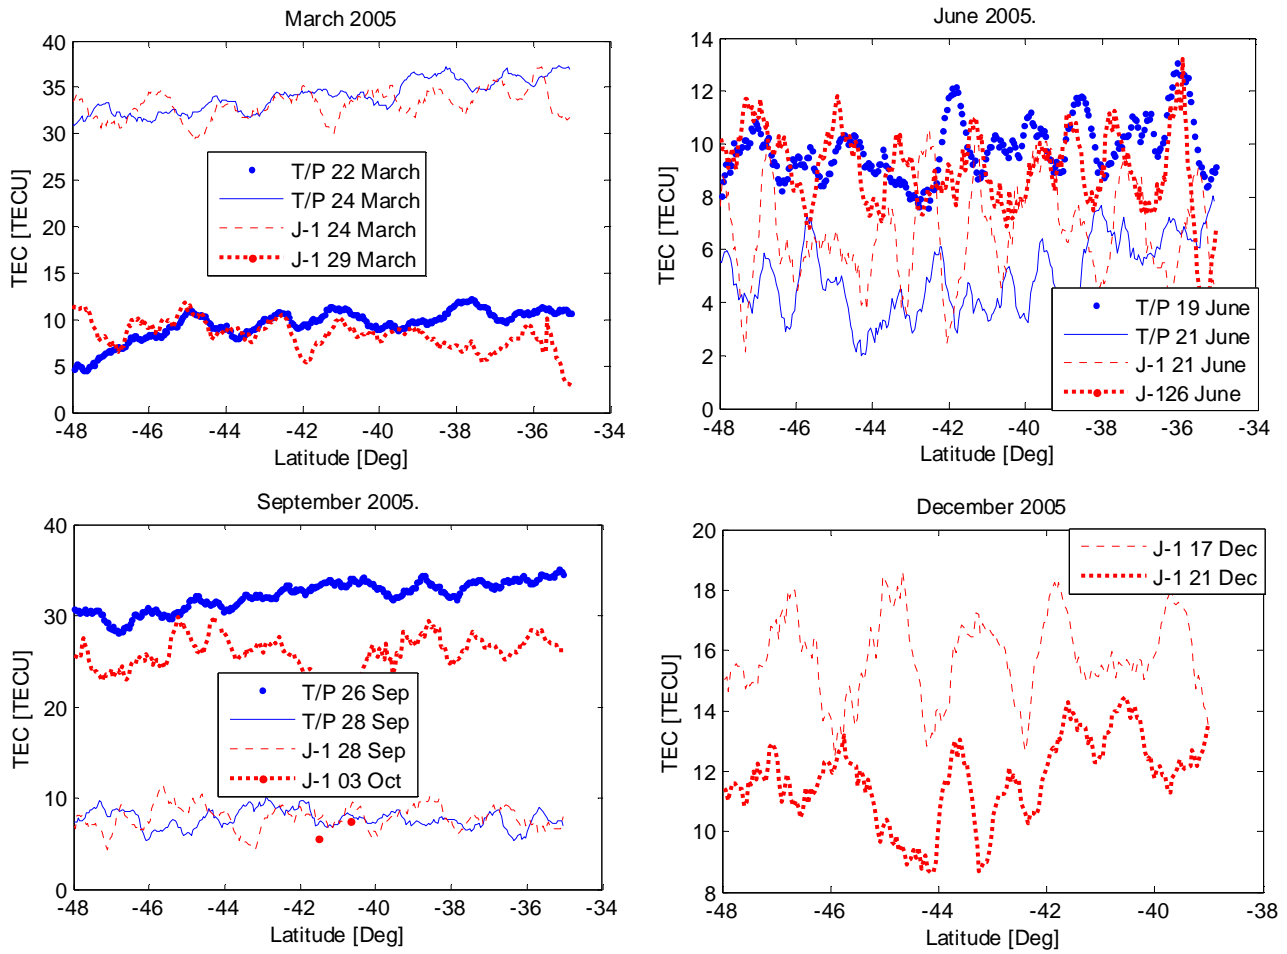 March 2005
40
35
30
25
20
15
10
5
0
TEC [TECU]
T/P 22 March
T/P 24 March
J-1 24 March
J-1 29 March
-48 -46 -44 -42 -40 -38 -36 -34
Latitude [Deg]
June 2005.
14
12
10
8
6
4
2
0
TEC [TECU]
T/P 19 June
T/P 21 June
J-1 21 June
J-126 June
-48 -46 -44 -42 -40 -38 -36 -34
Latitude [Deg]
September 2005.
40
30
20
10
0
TEC [TECU]
T/P 26 Sep
T/P 28 Sep
J-1 28 Sep
J-1 03 Oct
-48 -46 -44 -42 -40 -38 -36 -34
Latitude [Deg]
December 2005
20
18
16
14
12
10
8
TEC [TECU]
J-1 17 Dec
J-1 21 Dec
-48 -46 -44 -42 -40 -38
Latitude [Deg]